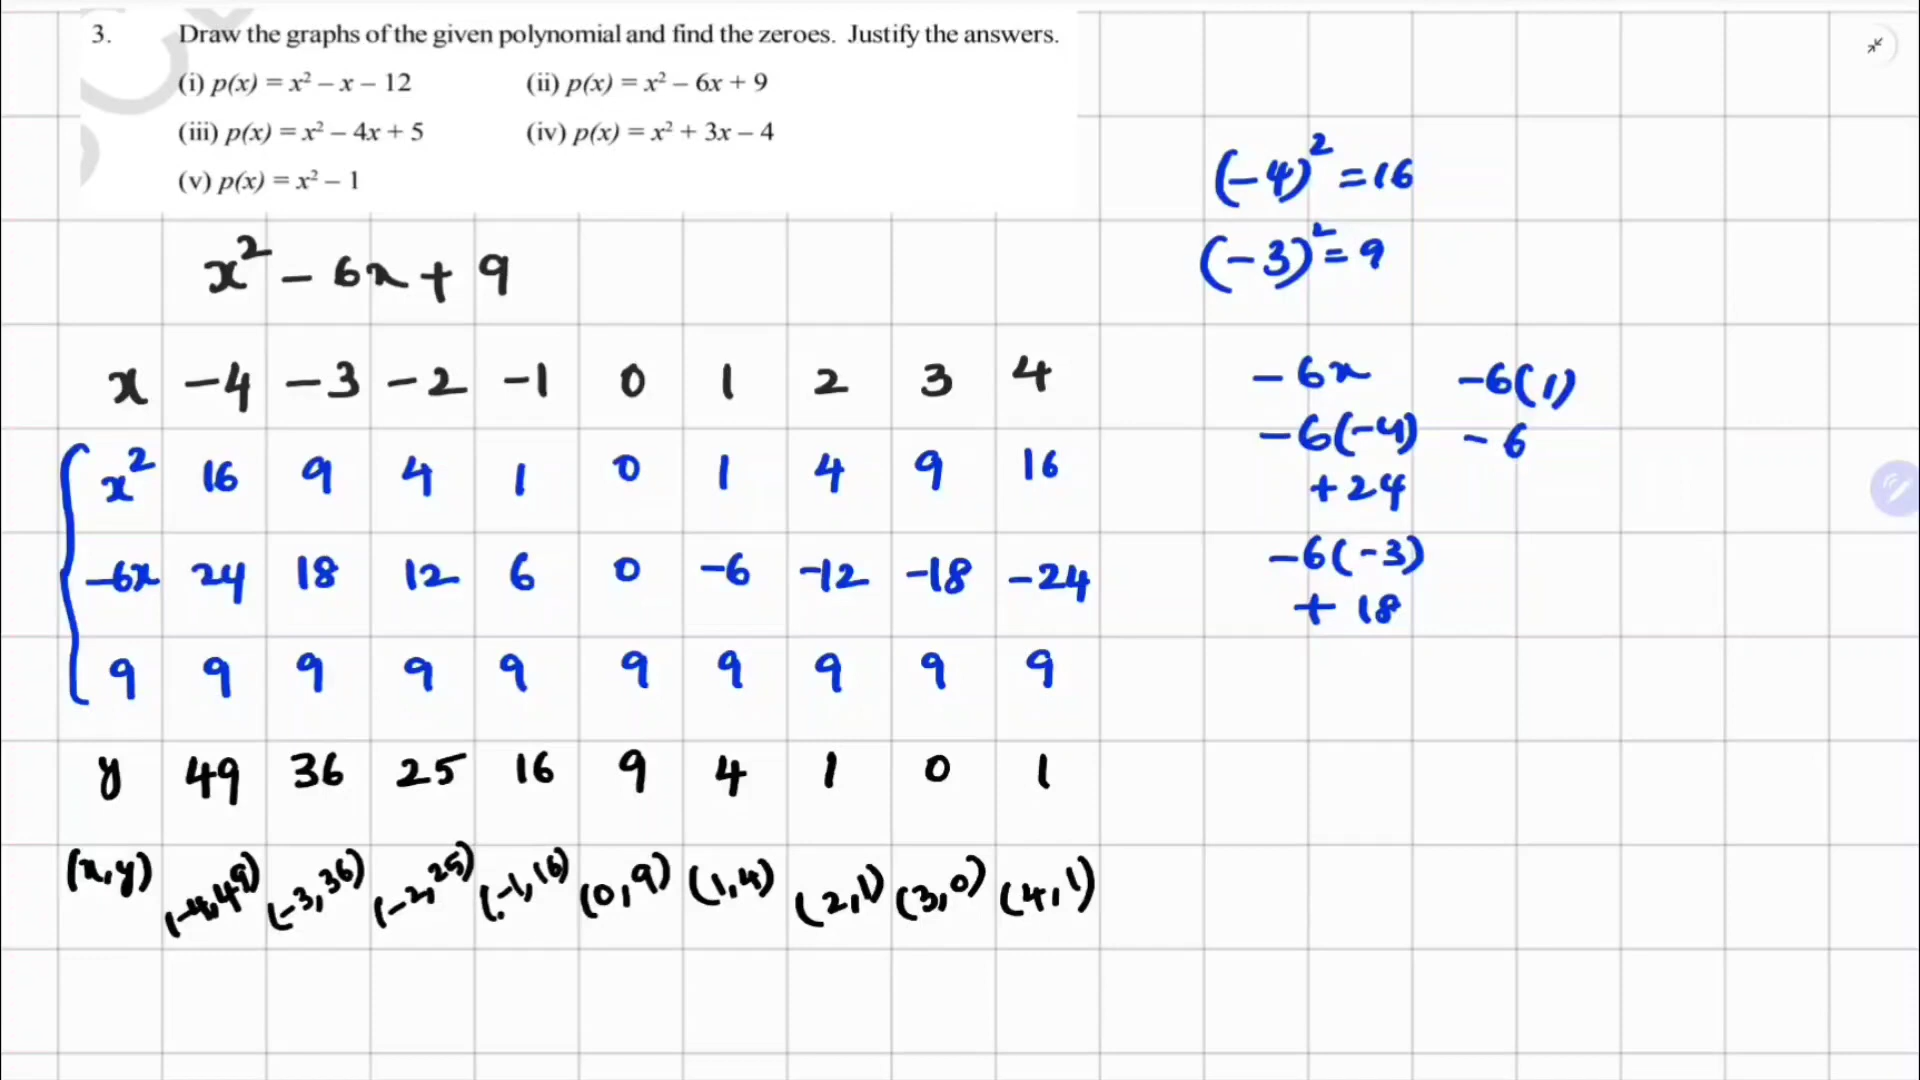 3. Draw the graphs of the given polynomial and find the zeroes. Justify the answers.
(i) p(x) = x² – x – 12 (ii) p(x) = x² – 6x + 9
(iii) p(x) = x² – 4x + 5 (iv) p(x) = x² + 3x – 4
(v) p(x) = x² – 1
x² - 6x + 9
x -4 -3 -2 -1 0 1 2 3 4
x² 16 9 4 1 0 1 4 9 16
-6x 24 18 12 6 0 -6 -12 -18 -24
9 9 9 9 9 9 9 9 9 9
y 49 36 25 16 9 4 1 0 1
(x,y) (-4,49) (-3,36) (-2,25) (-1,16) (0,9) (1,4) (2,1) (3,0) (4,1)
(-4)² = 16
(-3)² = 9
-6x
-6(-4)
+24
-6(-3)
+ 18
-6(1)
-6